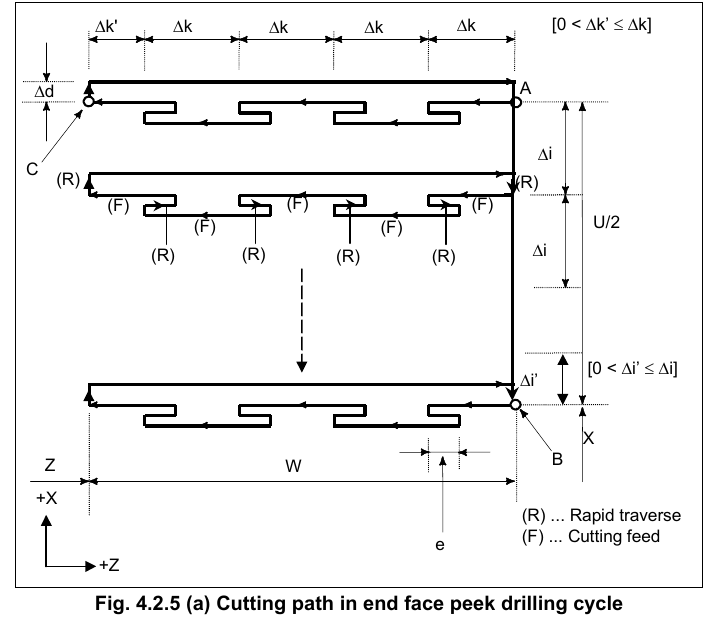 Δk' Δk Δk Δk Δk [0 < Δk' ≤ Δk]
Δd
A
C
Δi
(R) (R)
(F) (F) (F)
(F) (F)
U/2
Δi
(R) (R) (R) (R)
[0 < Δi' ≤ Δi]
Δi'
X
B
Z W
+X
(R) ... Rapid traverse
(F) ... Cutting feed
e
+Z
Fig. 4.2.5 (a) Cutting path in end face peek drilling cycle